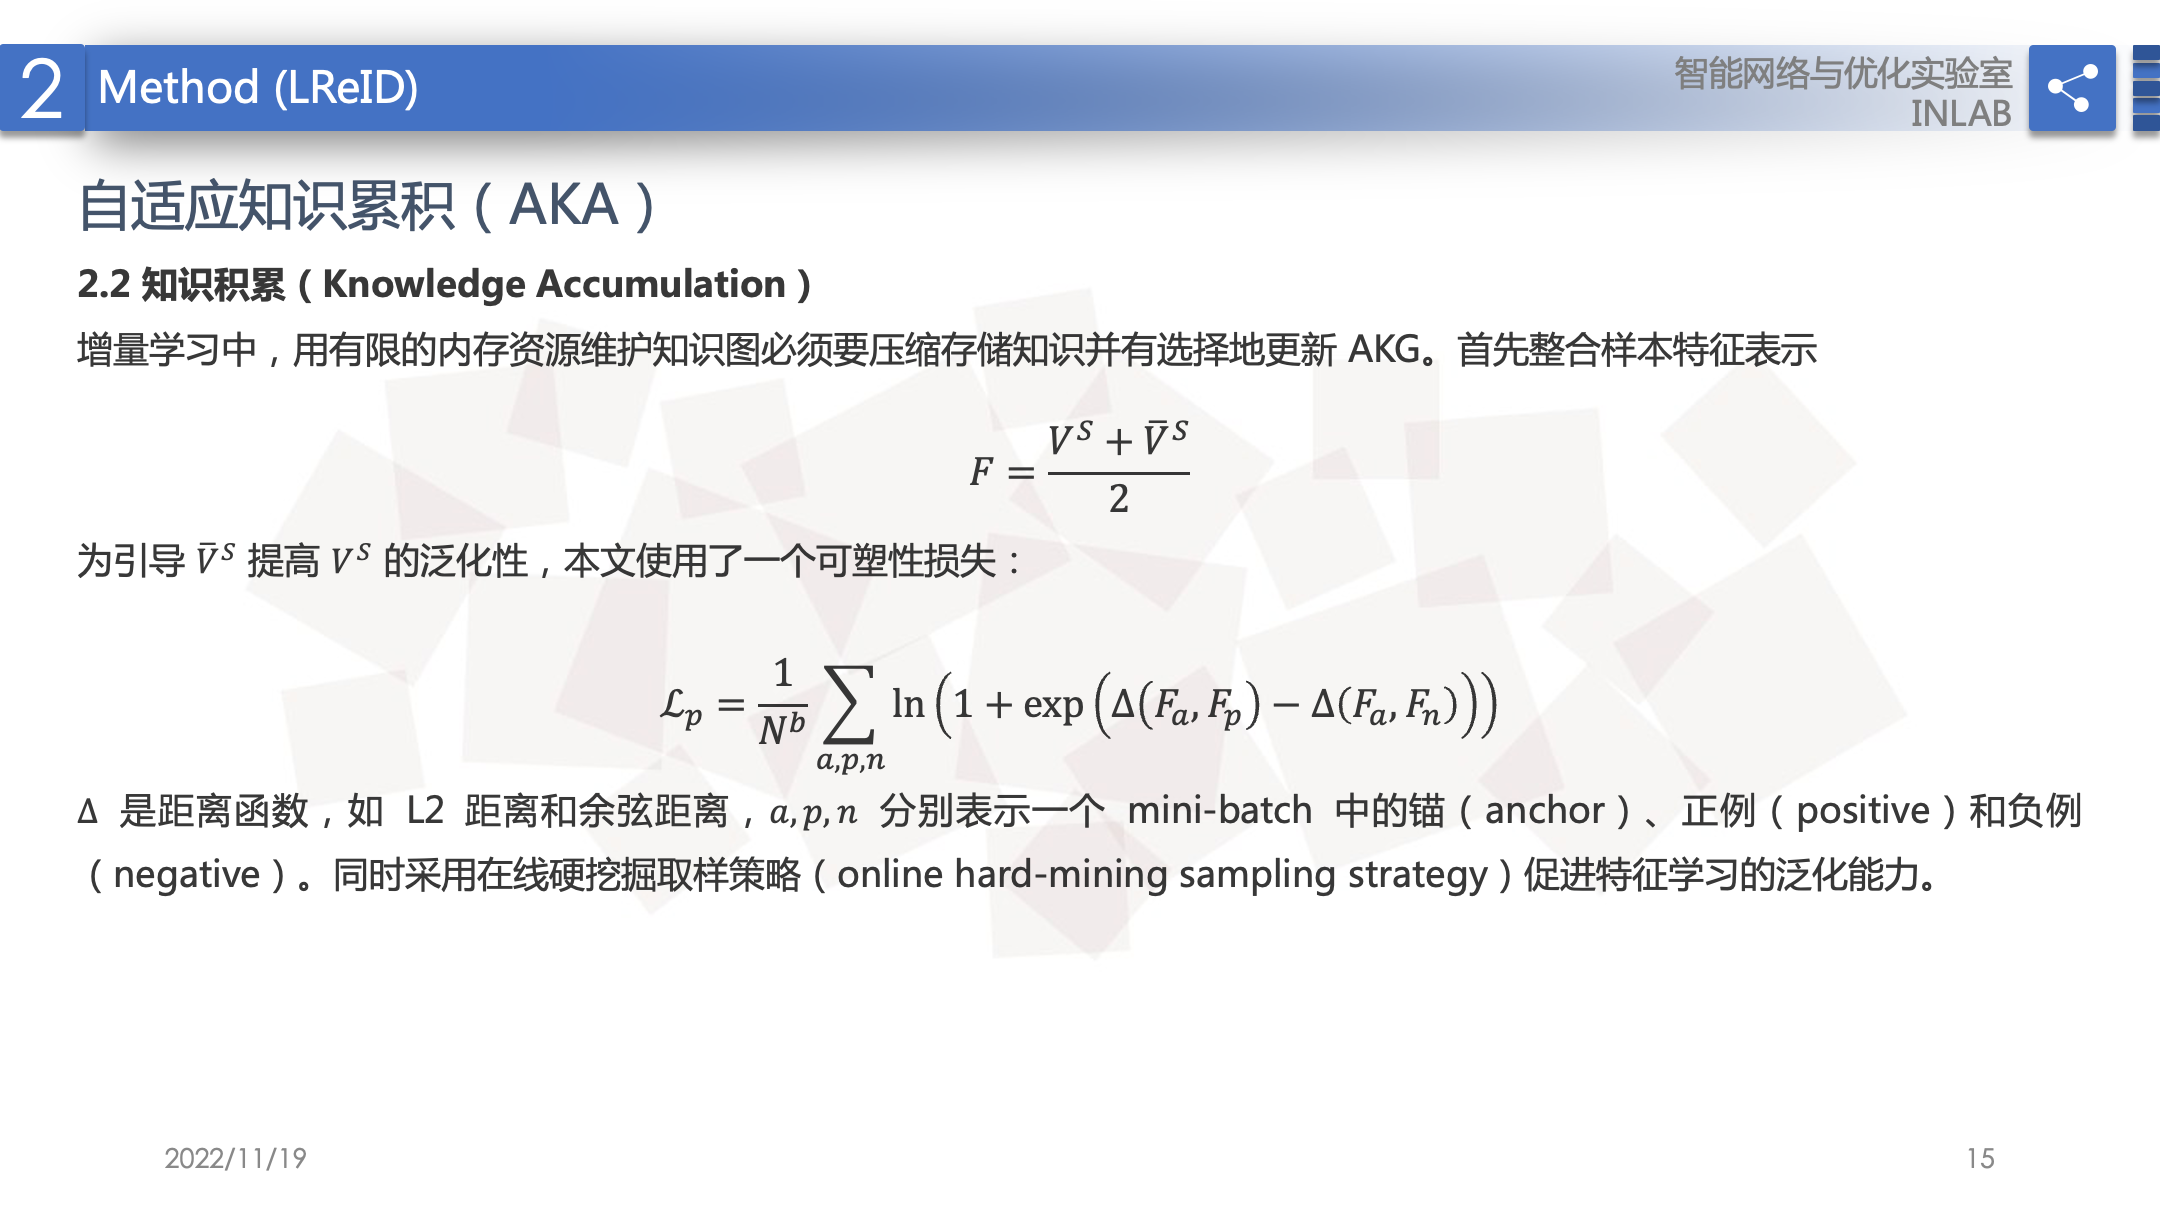 2 Method (LReID)
智能网络与优化实验室
INLAB
自适应知识累积（AKA）
2.2 知识积累（Knowledge Accumulation）
增量学习中，用有限的内存资源维护知识图必须要压缩存储知识并有选择地更新 AKG。首先整合样本特征表示
$F = \frac{V^S + \bar{V}^S}{2}$
为引导 $\bar{V}^S$ 提高 $V^S$ 的泛化性，本文使用了一个可塑性损失：
$\mathcal{L}_p = \frac{1}{N^b} \sum_{a,p,n} \ln\left(1 + \exp\left(\Delta(F_a, F_p) - \Delta(F_a, F_n)\right)\right)$
Δ 是距离函数，如 L2 距离和余弦距离，$a, p, n$ 分别表示一个 mini-batch 中的锚（anchor）、正例（positive）和负例
（negative）。同时采用在线硬挖掘取样策略（online hard-mining sampling strategy）促进特征学习的泛化能力。
2022/11/19
15